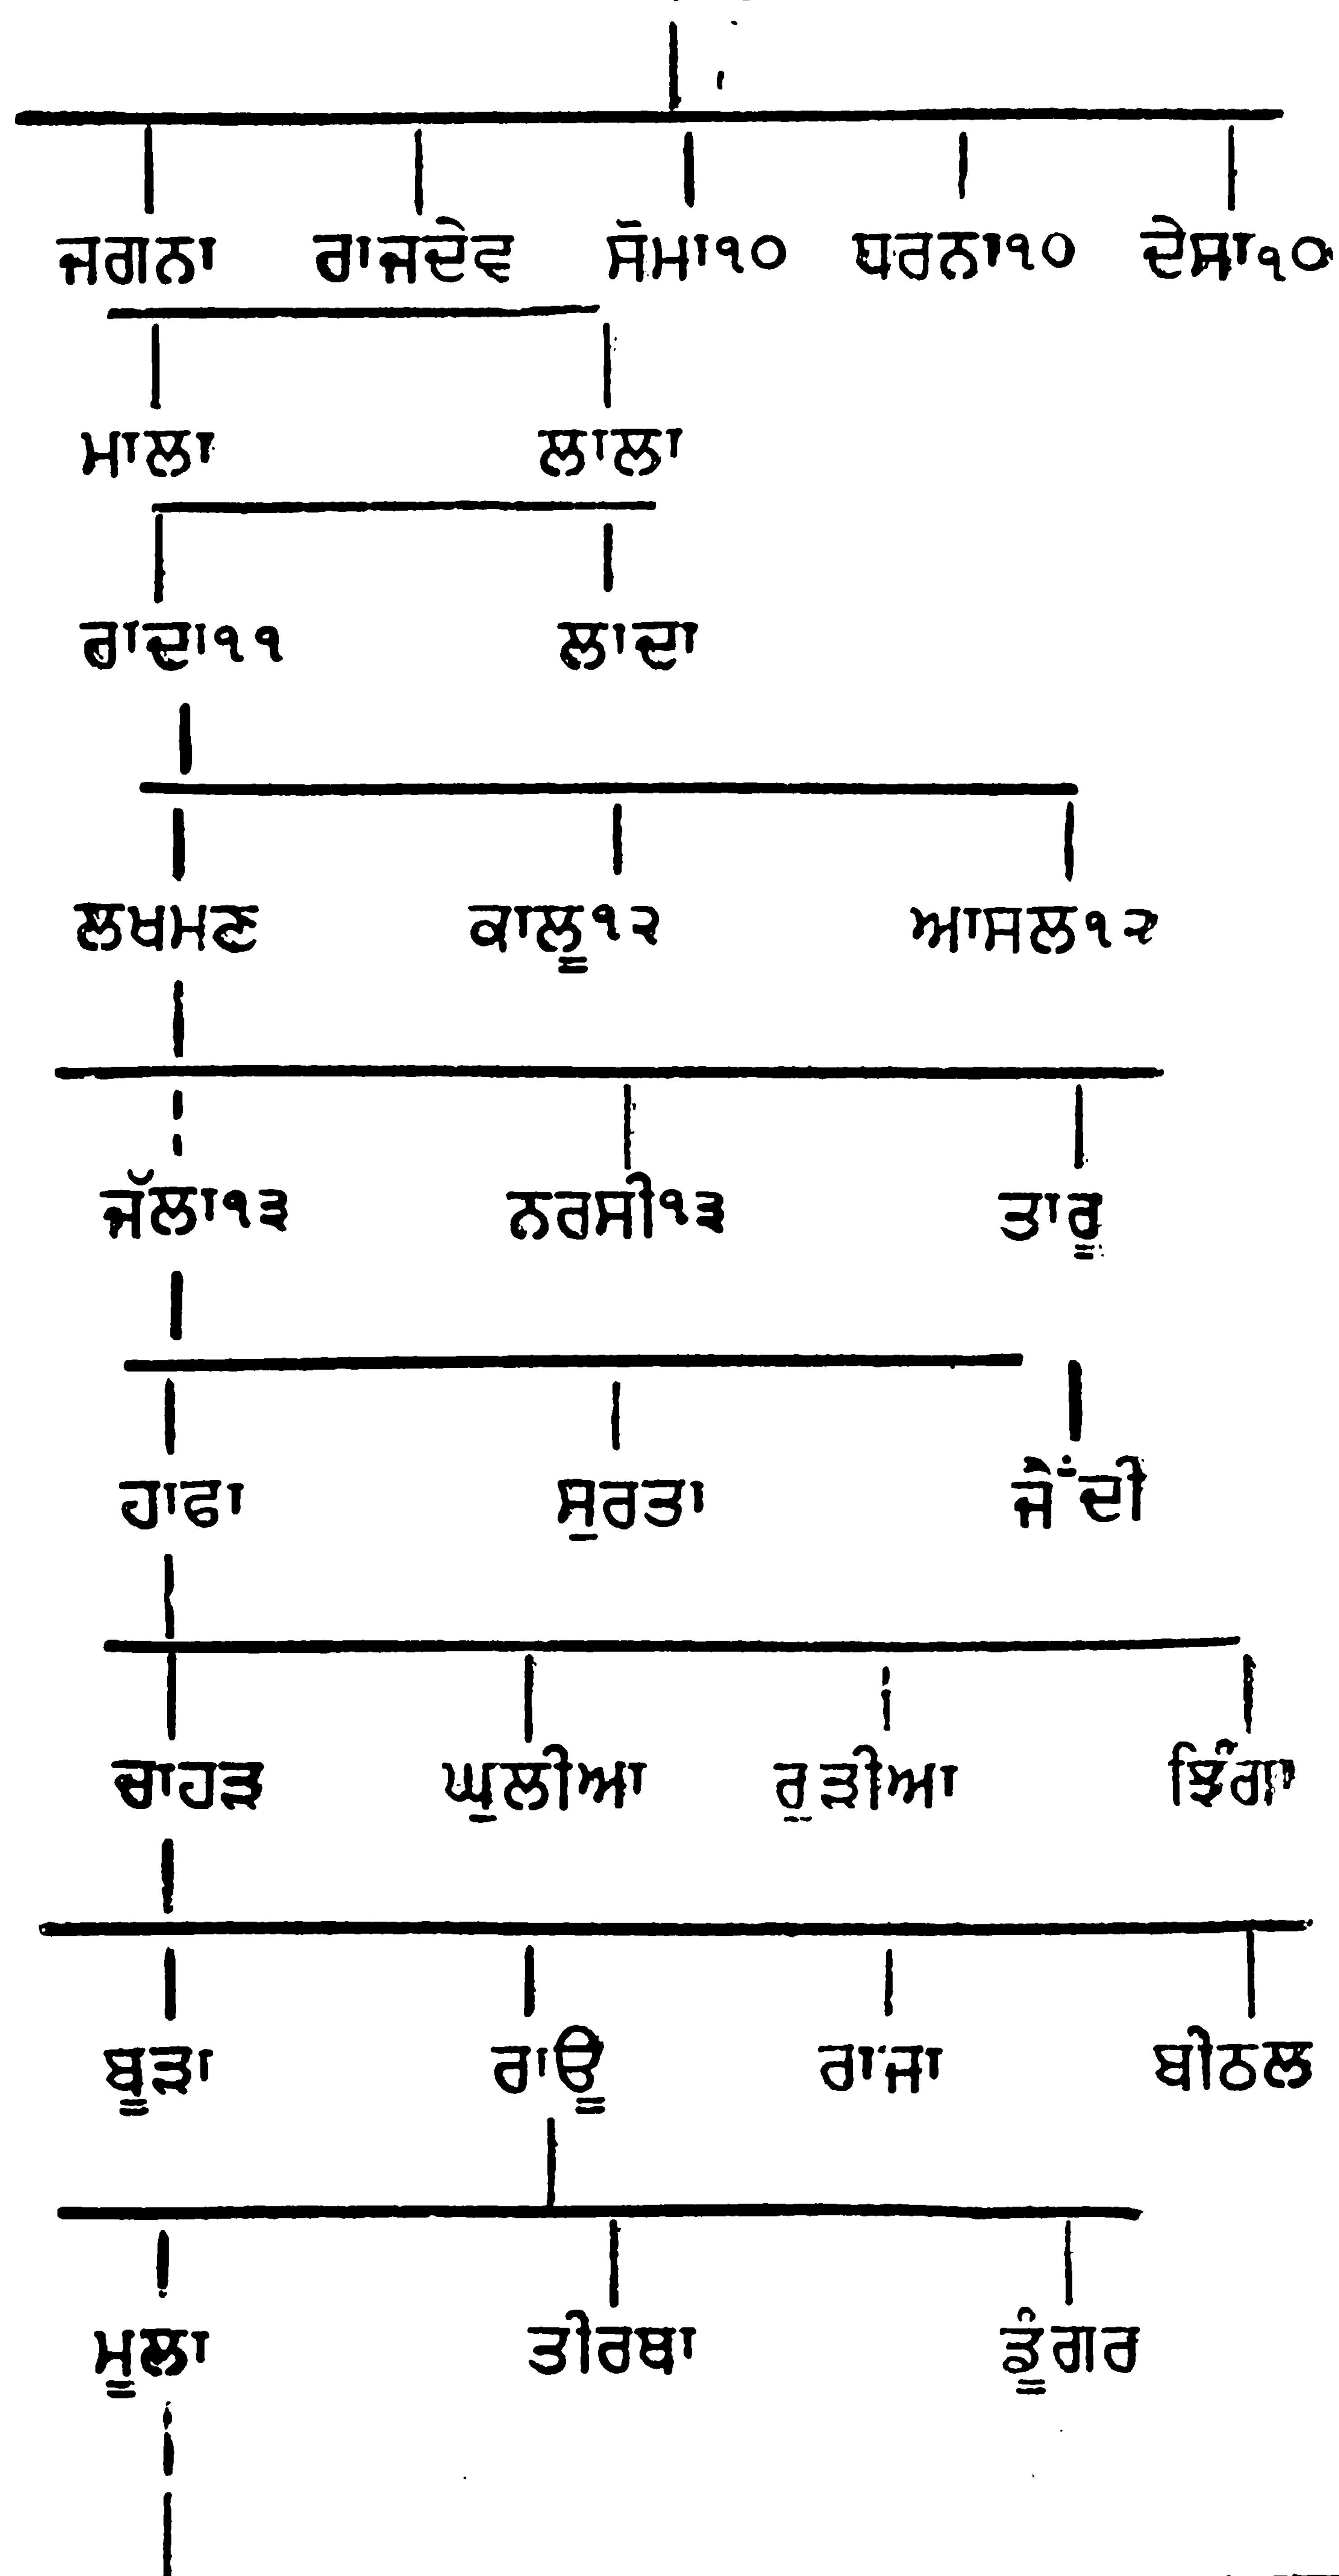 ਜਗਨਾ ਰਾਜਦੇਵ ਸੋਮਾ੧੦ ਧਰਨਾ੧੦ ਦੇਸਾ੧੦
ਮਾਲਾ ਲਾਲਾ
ਰਾਦਾ੧੧ ਲਾਦਾ
ਲਖਮਣ ਕਾਲੂ੧੨ ਆਸਲ੧੨
ਜੱਲਾ੧੩ ਨਰਸੀ੧੩ ਤਾਰੂ
ਹਾਫਾ ਸੁਰਤਾ ਜੈਂਦੀ
ਚਾਹੜ ਘੁਲੀਆ ਰੁੜੀਆ ਝਿੰਗਾ
ਬੂੜਾ ਰਾਊ ਰਾਜਾ ਬੀਠਲ
ਮੂਲਾ ਤੀਰਥਾ ਡੂੰਗਰ